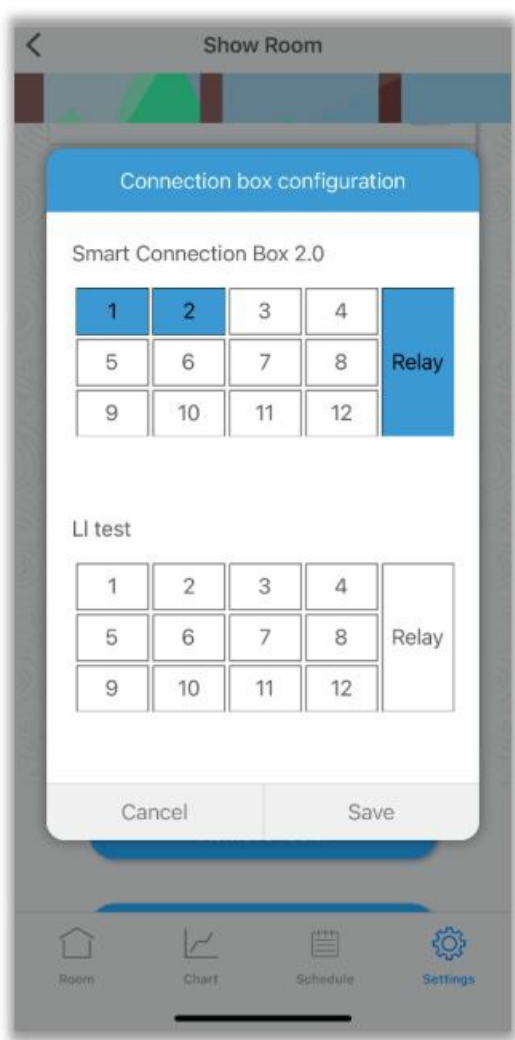 Show Room
Connection box configuration
Smart Connection Box 2.0
1 2 3 4
5 6 7 8 Relay
9 10 11 12
LI test
1 2 3 4
5 6 7 8 Relay
9 10 11 12
Cancel Save
Room Chart Schedule Settings